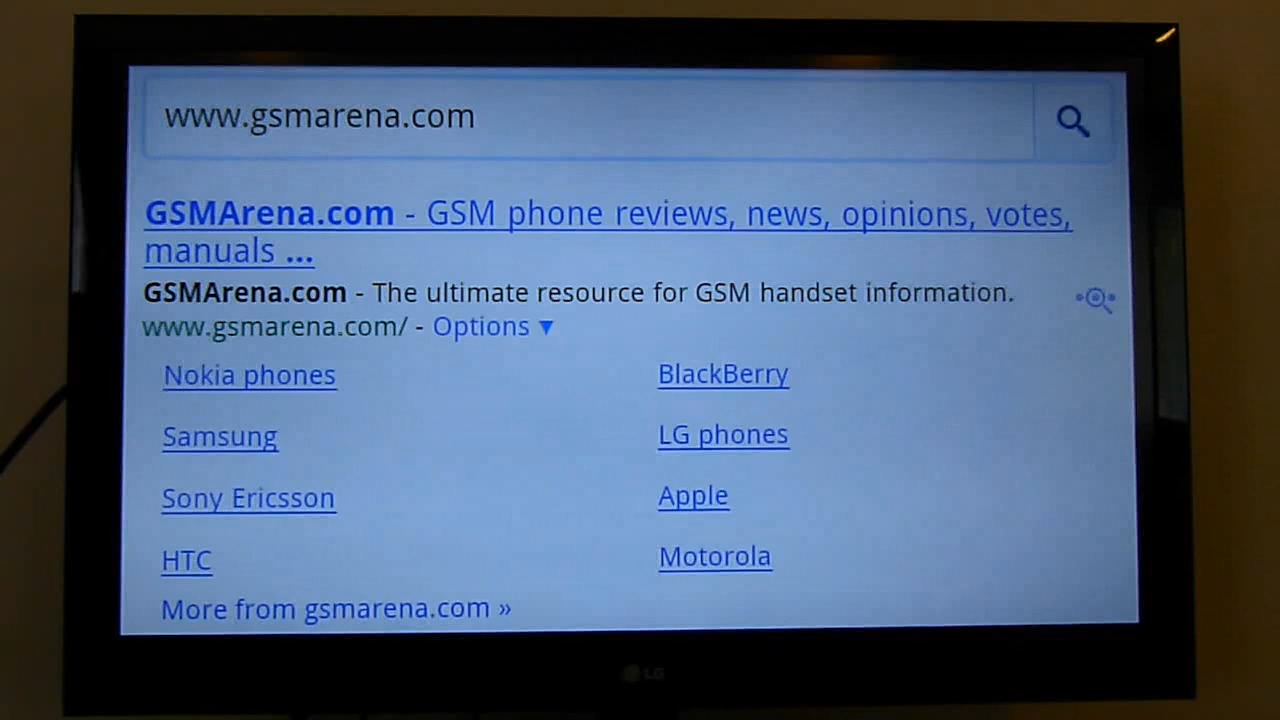 www.gsmarena.com
GSMArena.com - GSM phone reviews, news, opinions, votes,
manuals ...
GSMArena.com - The ultimate resource for GSM handset information.
www.gsmarena.com/ - Options ▼
Nokia phones
BlackBerry
Samsung
LG phones
Sony Ericsson
Apple
HTC
Motorola
More from gsmarena.com »
LG